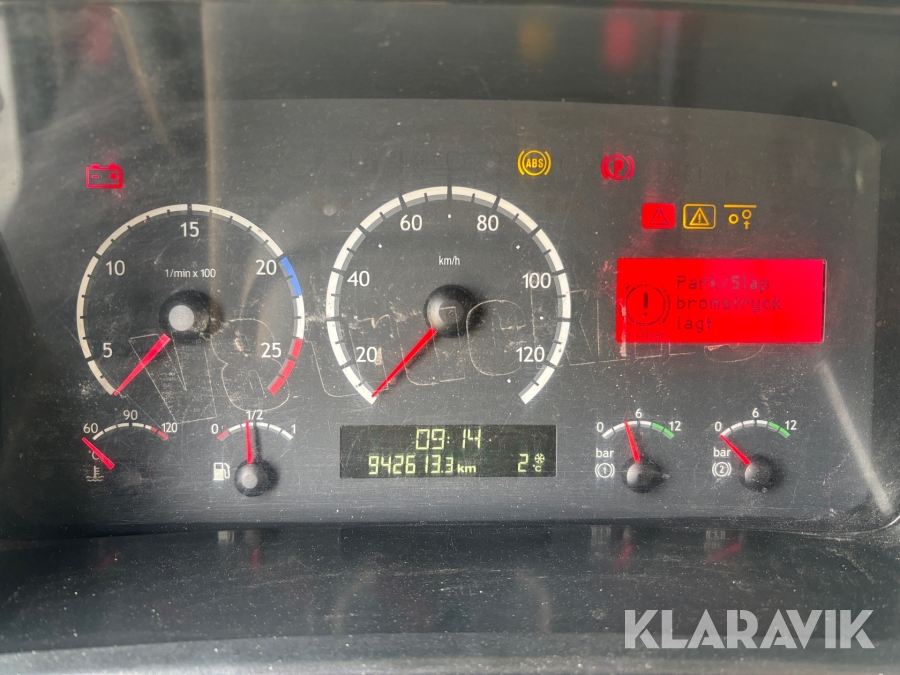 ABS
P
15
10
20
1/min x 100
5
25
60
80
km/h
40
100
20
120
Park/Släp
bromstryck
lågt
60
90
120
°C
0
1/2
1
09:14
942613.3 km
2 °C
0
6
12
bar
1
0
6
12
bar
2
KLARAVIK